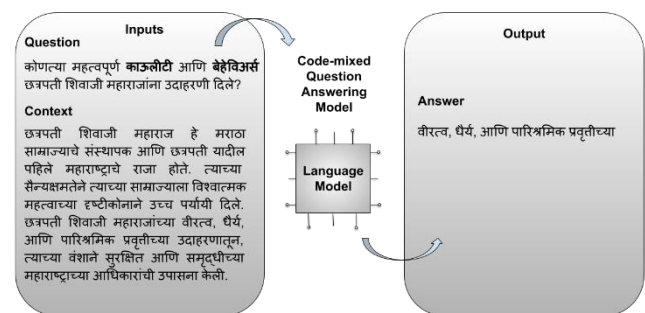 Inputs
Question
कोणत्या महत्वपूर्ण काऊलीटी आणि बेहेविअर्स
छत्रपती शिवाजी महाराजांना उदाहरणी दिले?
Context
छत्रपती शिवाजी महाराज हे मराठा
साम्राज्याचे संस्थापक आणि छत्रपती यादील
पहिले महाराष्ट्राचे राजा होते. त्याच्या
सैन्यक्षमतेने त्याच्या साम्राज्याला विश्वात्मक
महत्वाच्या दृष्टीकोनाने उच्च पर्यायी दिले.
छत्रपती शिवाजी महाराजांच्या वीरत्व, धैर्य,
आणि पारिश्रमिक प्रवृत्तीच्या उदाहरणातून,
त्याच्या वंशाने सुरक्षित आणि समृद्धीच्या
महाराष्ट्राच्या आधिकारांची उपासना केली.
Code-mixed
Question
Answering
Model
Language
Model
Output
Answer
वीरत्व, धैर्य, आणि पारिश्रमिक प्रवृत्तीच्या